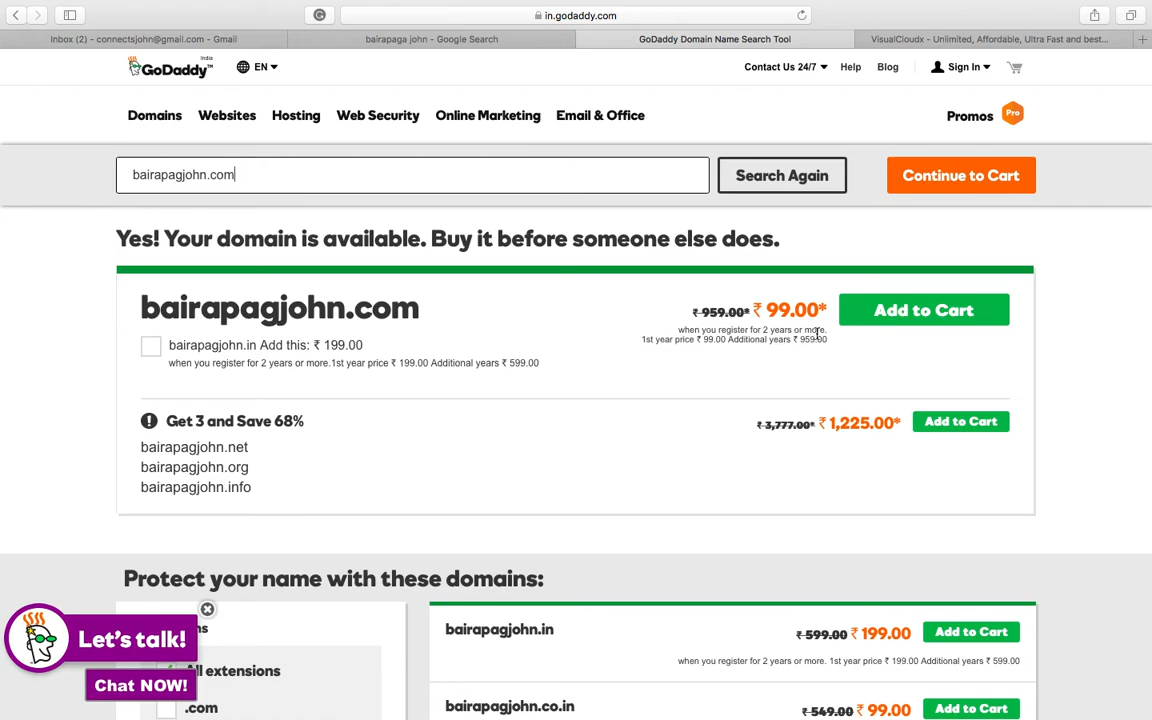 in.godaddy.com
Inbox (2) - connectsjohn@gmail.com - Gmail
bairapaga john - Google Search
GoDaddy Domain Name Search Tool
VisualCloudx - Unlimited, Affordable, Ultra Fast and best...
GoDaddy™ India
EN
Contact Us 24/7
Help
Blog
Sign In
Domains
Websites
Hosting
Web Security
Online Marketing
Email & Office
Promos
Pro
bairapagjohn.com
Search Again
Continue to Cart
Yes! Your domain is available. Buy it before someone else does.
bairapagjohn.com
₹ 959.00* ₹ 99.00*
Add to Cart
when you register for 2 years or more.
1st year price ₹ 99.00 Additional years ₹ 959.00
bairapagjohn.in Add this: ₹ 199.00
when you register for 2 years or more.1st year price ₹ 199.00 Additional years ₹ 599.00
Get 3 and Save 68%
₹ 3,777.00* ₹ 1,225.00*
Add to Cart
bairapagjohn.net
bairapagjohn.org
bairapagjohn.info
Protect your name with these domains:
Let's talk!
Chat NOW!
All extensions
.com
bairapagjohn.in
₹ 599.00 ₹ 199.00
Add to Cart
when you register for 2 years or more. 1st year price ₹ 199.00 Additional years ₹ 599.00
bairapagjohn.co.in
₹ 549.00 ₹ 99.00
Add to Cart